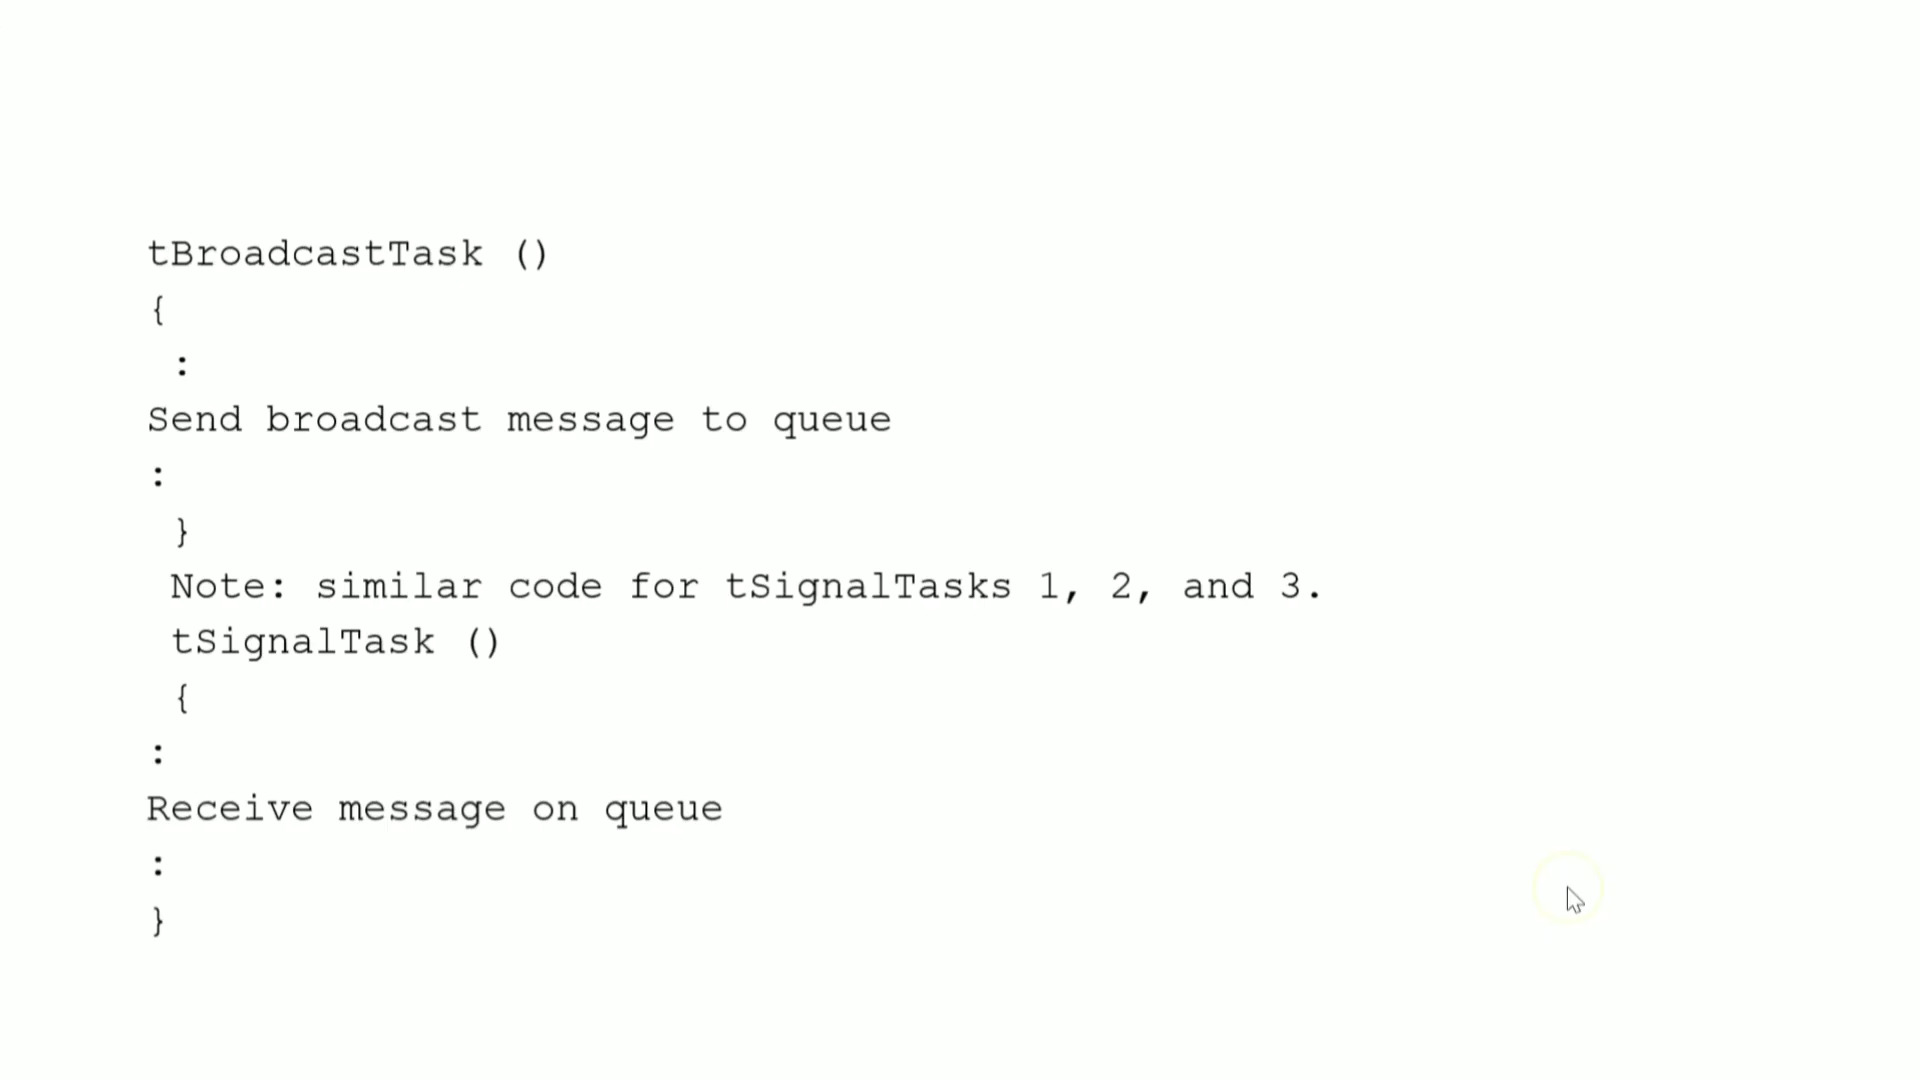 tBroadcastTask ()
{
:
Send broadcast message to queue
:
}
Note: similar code for tSignalTasks 1, 2, and 3.
tSignalTask ()
{
:
Receive message on queue
:
}